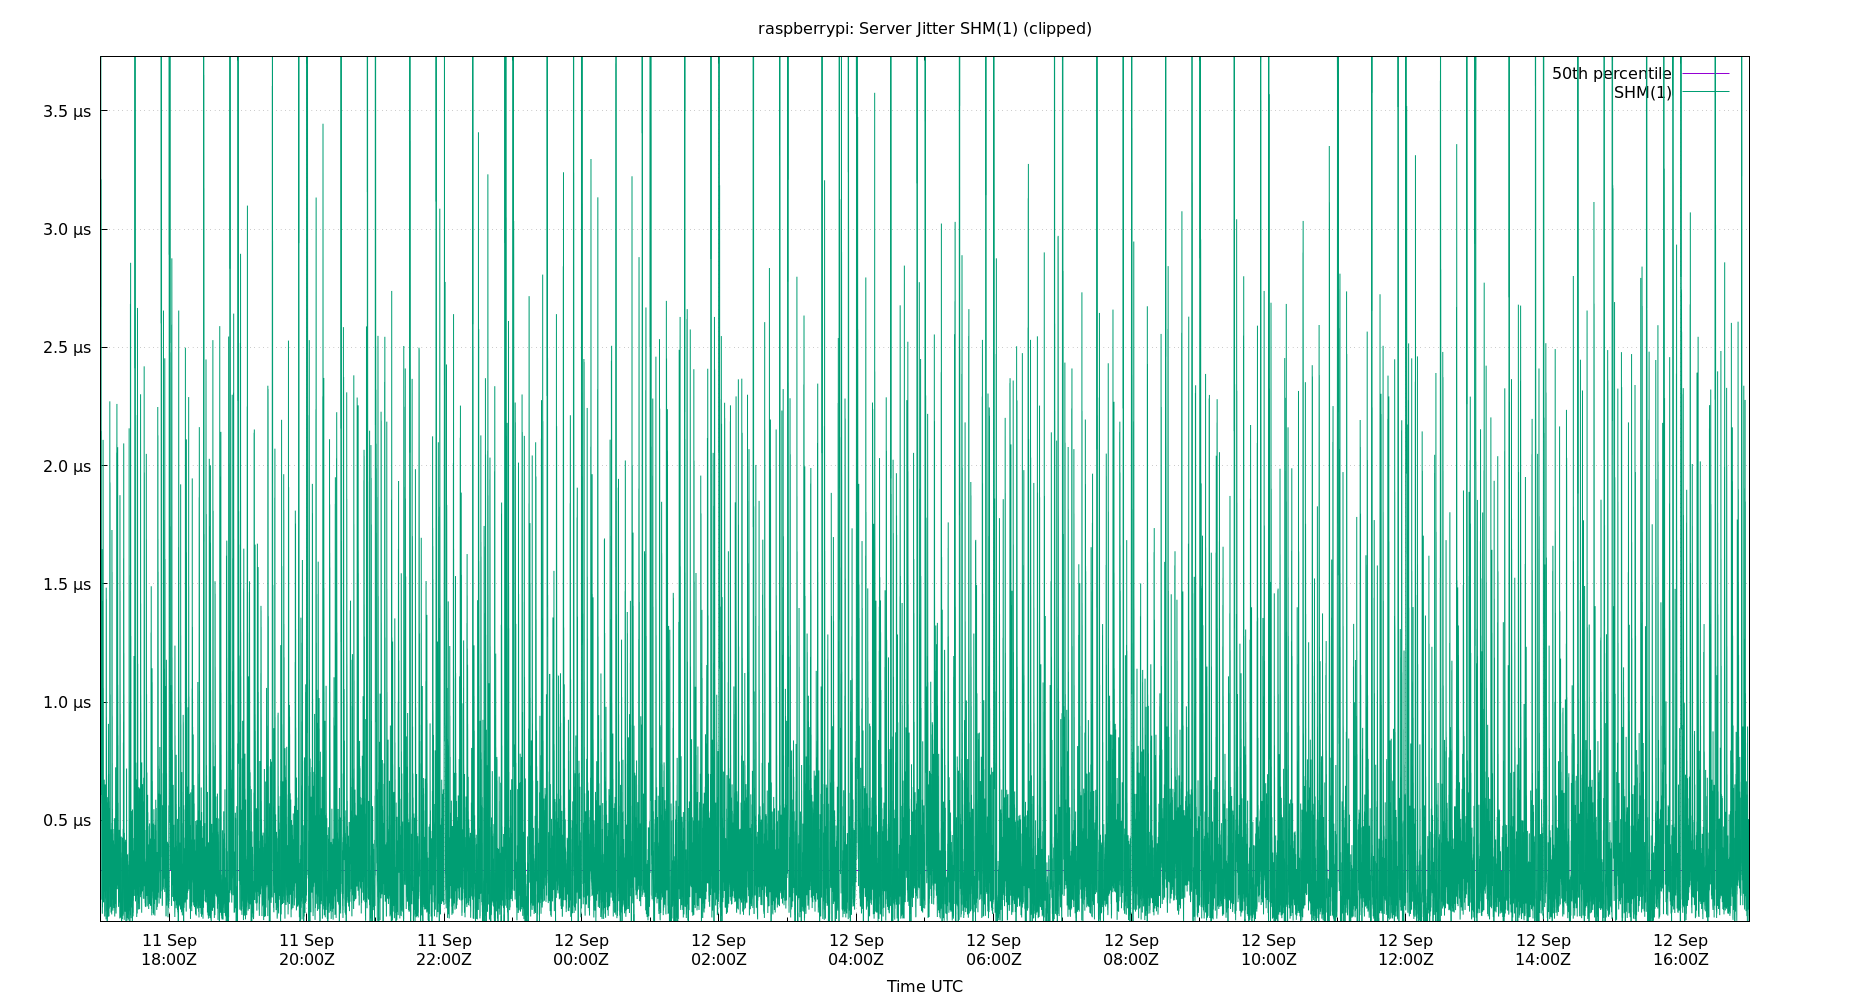 raspberrypi: Server Jitter SHM(1) (clipped)
50th percentile
SHM(1)
3.5 µs
3.0 µs
2.5 µs
2.0 µs
1.5 µs
1.0 µs
0.5 µs
11 Sep 11 Sep 11 Sep 12 Sep 12 Sep 12 Sep 12 Sep 12 Sep 12 Sep 12 Sep 12 Sep 12 Sep
18:00Z 20:00Z 22:00Z 00:00Z 02:00Z 04:00Z 06:00Z 08:00Z 10:00Z 12:00Z 14:00Z 16:00Z
Time UTC